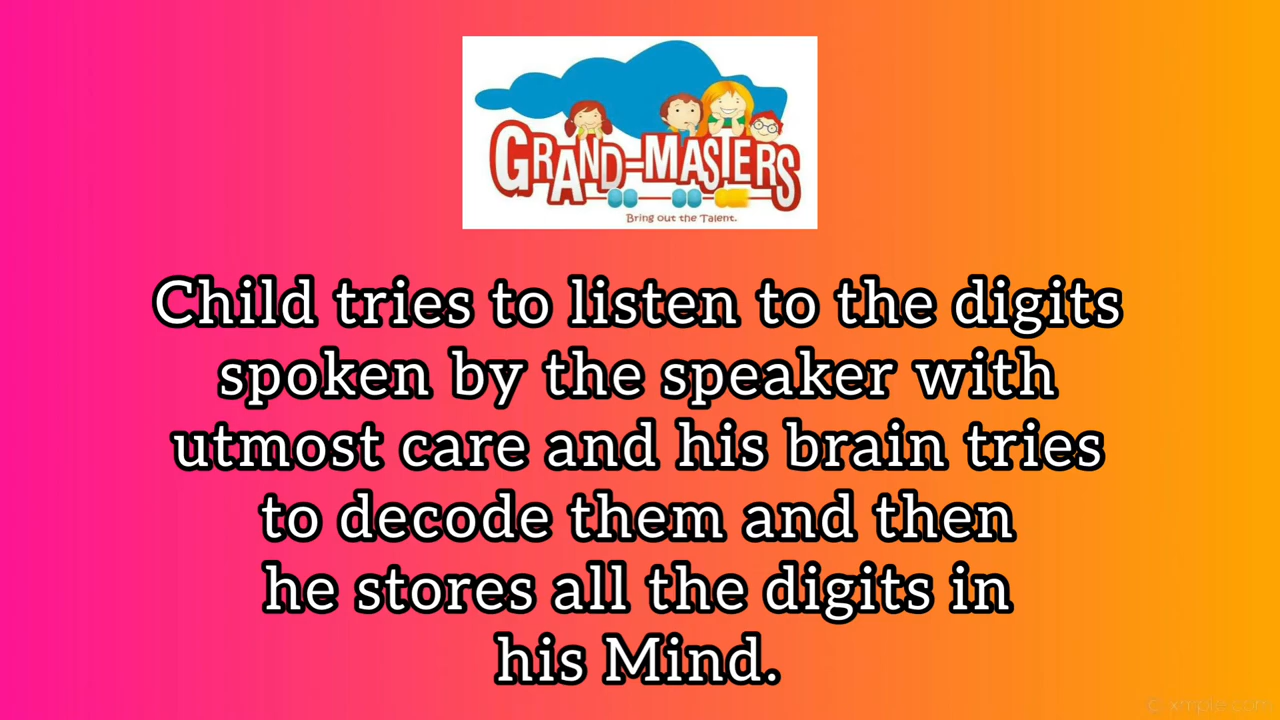 GRAND-MASTERS
Bring out the Talent.
Child tries to listen to the digits
spoken by the speaker with
utmost care and his brain tries
to decode them and then
he stores all the digits in
his Mind.